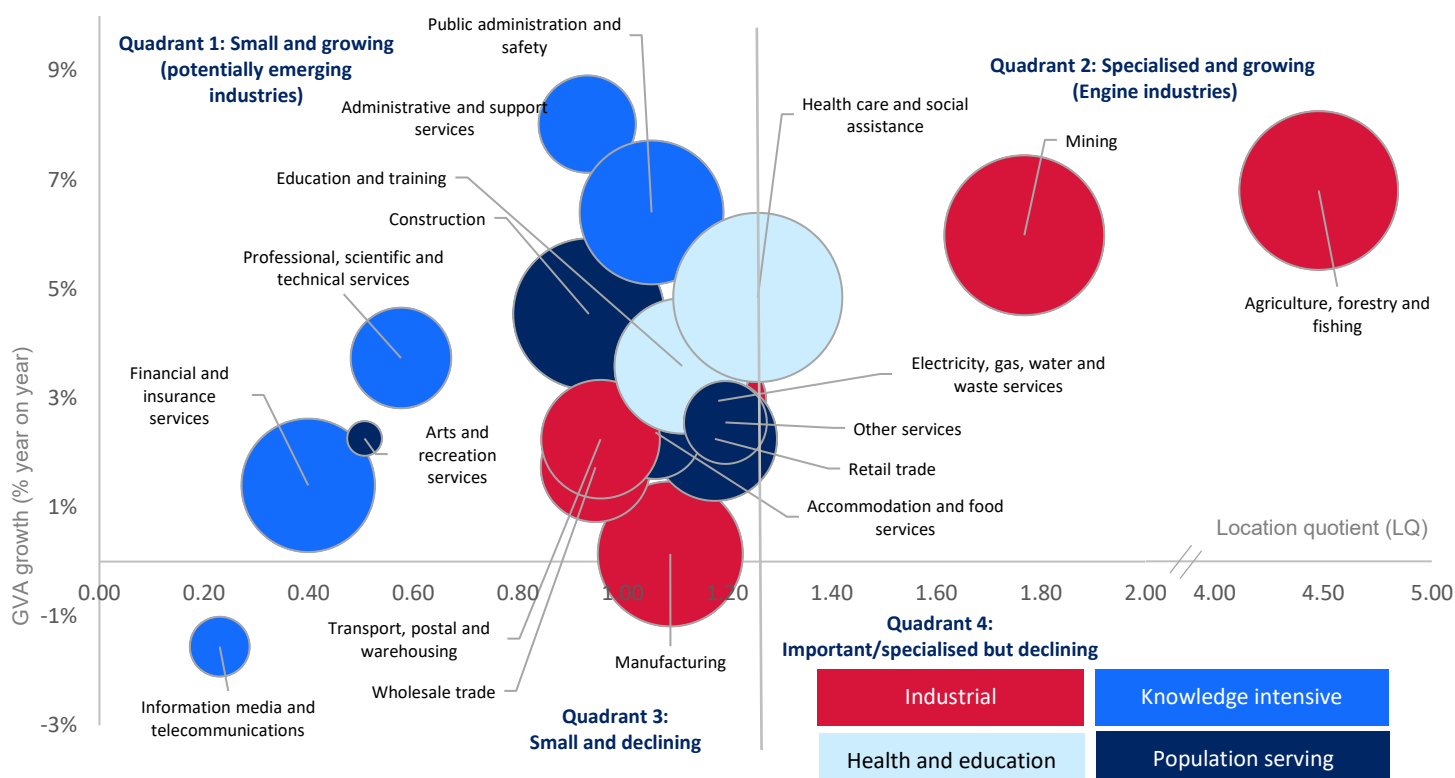 Quadrant 1: Small and growing
(potentially emerging
industries)
Public administration and
safety
Quadrant 2: Specialised and growing
(Engine industries)
Administrative and support
services
Health care and social
assistance
Mining
Education and training
Construction
Professional, scientific and
technical services
Agriculture, forestry and
fishing
Financial and
insurance
services
Electricity, gas, water and
waste services
Arts and
recreation
services
Other services
Retail trade
Accommodation and food
services
GVA growth (% year on year)
9%
7%
5%
3%
1%
-1%
-3%
Location quotient (LQ)
0.00
0.20
0.40
0.60
0.80
1.00
1.20
1.40
1.60
1.80
2.00
4.00
4.50
5.00
Transport, postal and
warehousing
Manufacturing
Wholesale trade
Information media and
telecommunications
Quadrant 3:
Small and declining
Quadrant 4:
Important/specialised but declining
Industrial
Knowledge intensive
Health and education
Population serving